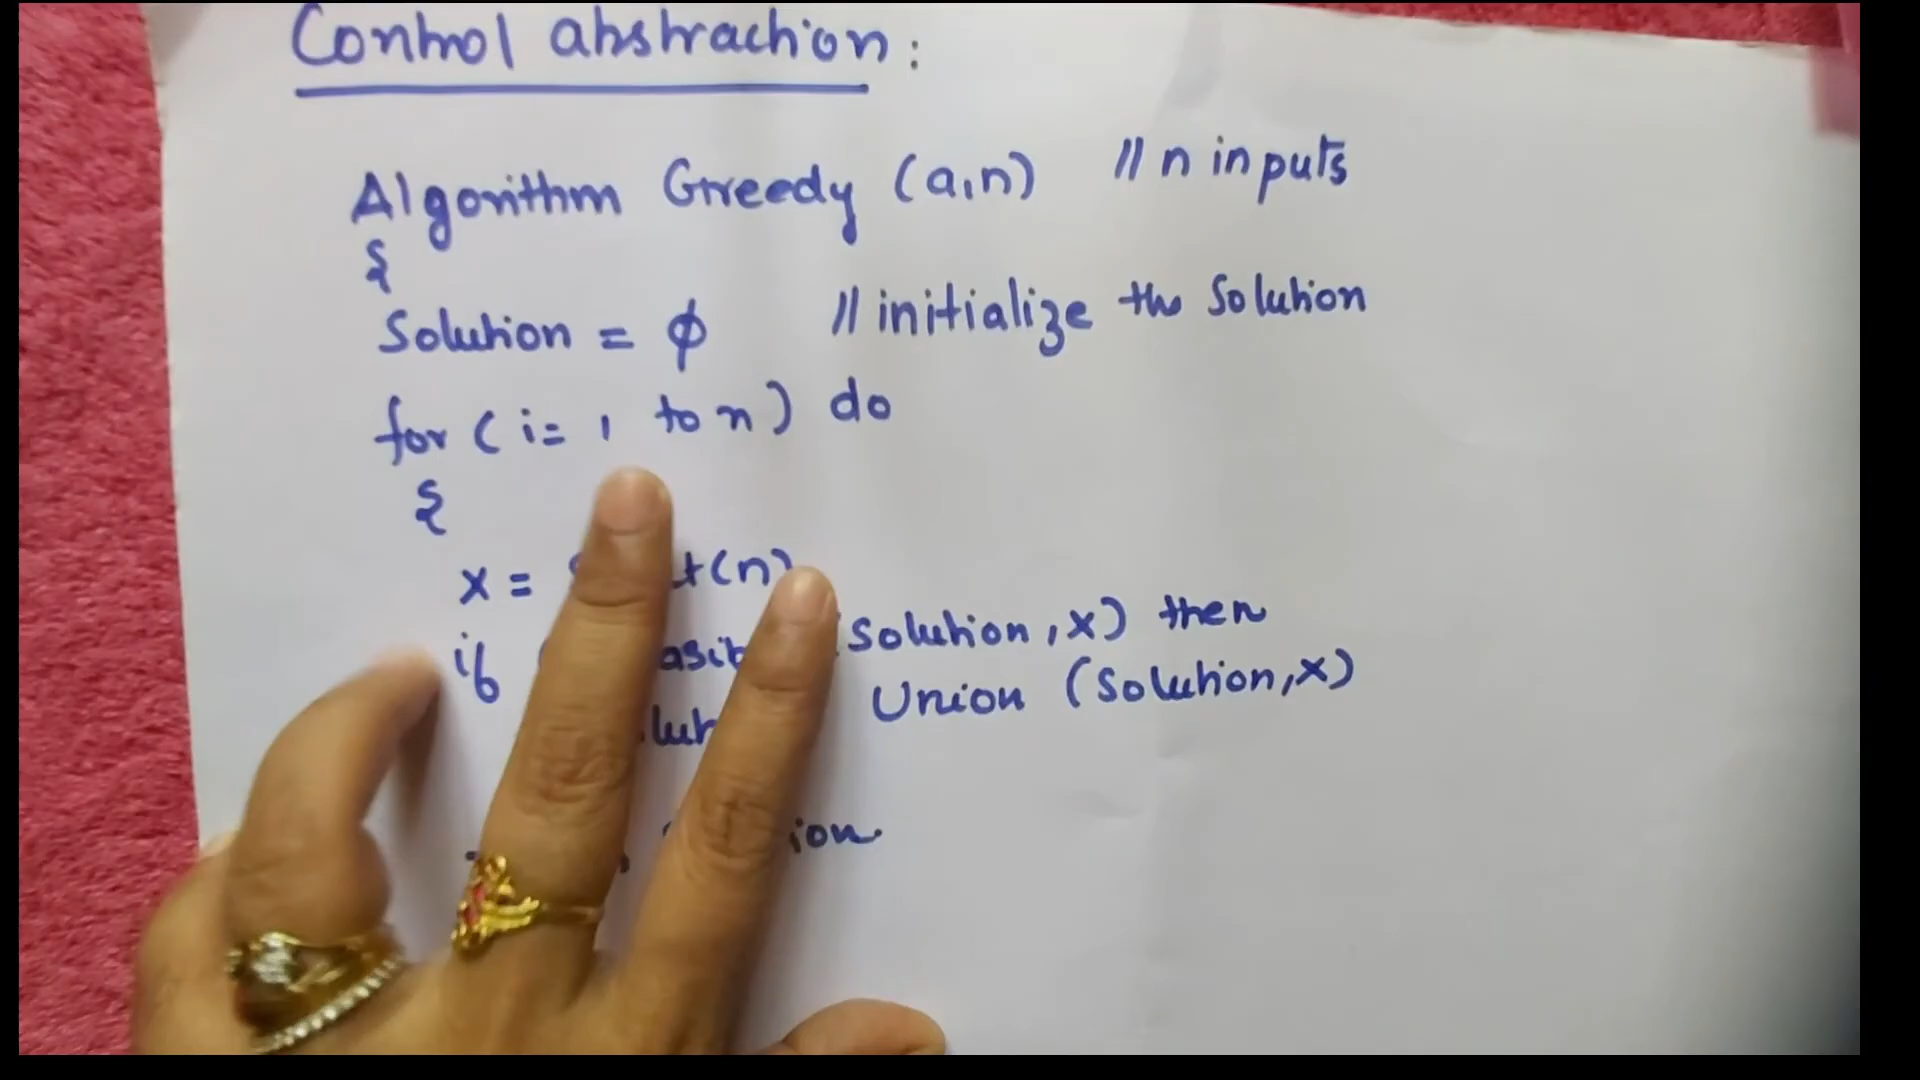 Control abstraction:
Algorithm Greedy (a,n) // n inputs
{
Solution = ϕ // initialize the Solution
for (i= 1 to n) do
{
x =
if (Solution, x) then
Union (Solution, x)